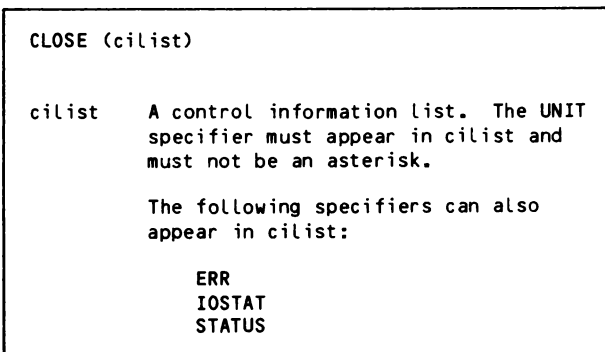 CLOSE (cilist)
cilist A control information list. The UNIT
specifier must appear in cilist and
must not be an asterisk.
The following specifiers can also
appear in cilist:
ERR
IOSTAT
STATUS